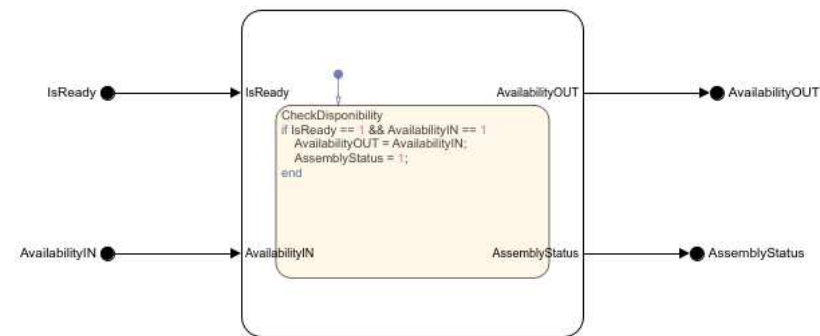 IsReady
IsReady
AvailabilityOUT
AvailabilityOUT
CheckDisponibility
if IsReady == 1 && AvailabilityIN == 1
AvailabilityOUT = AvailabilityIN;
AssemblyStatus = 1;
end
AvailabilityIN
AvailabilityIN
AssemblyStatus
AssemblyStatus